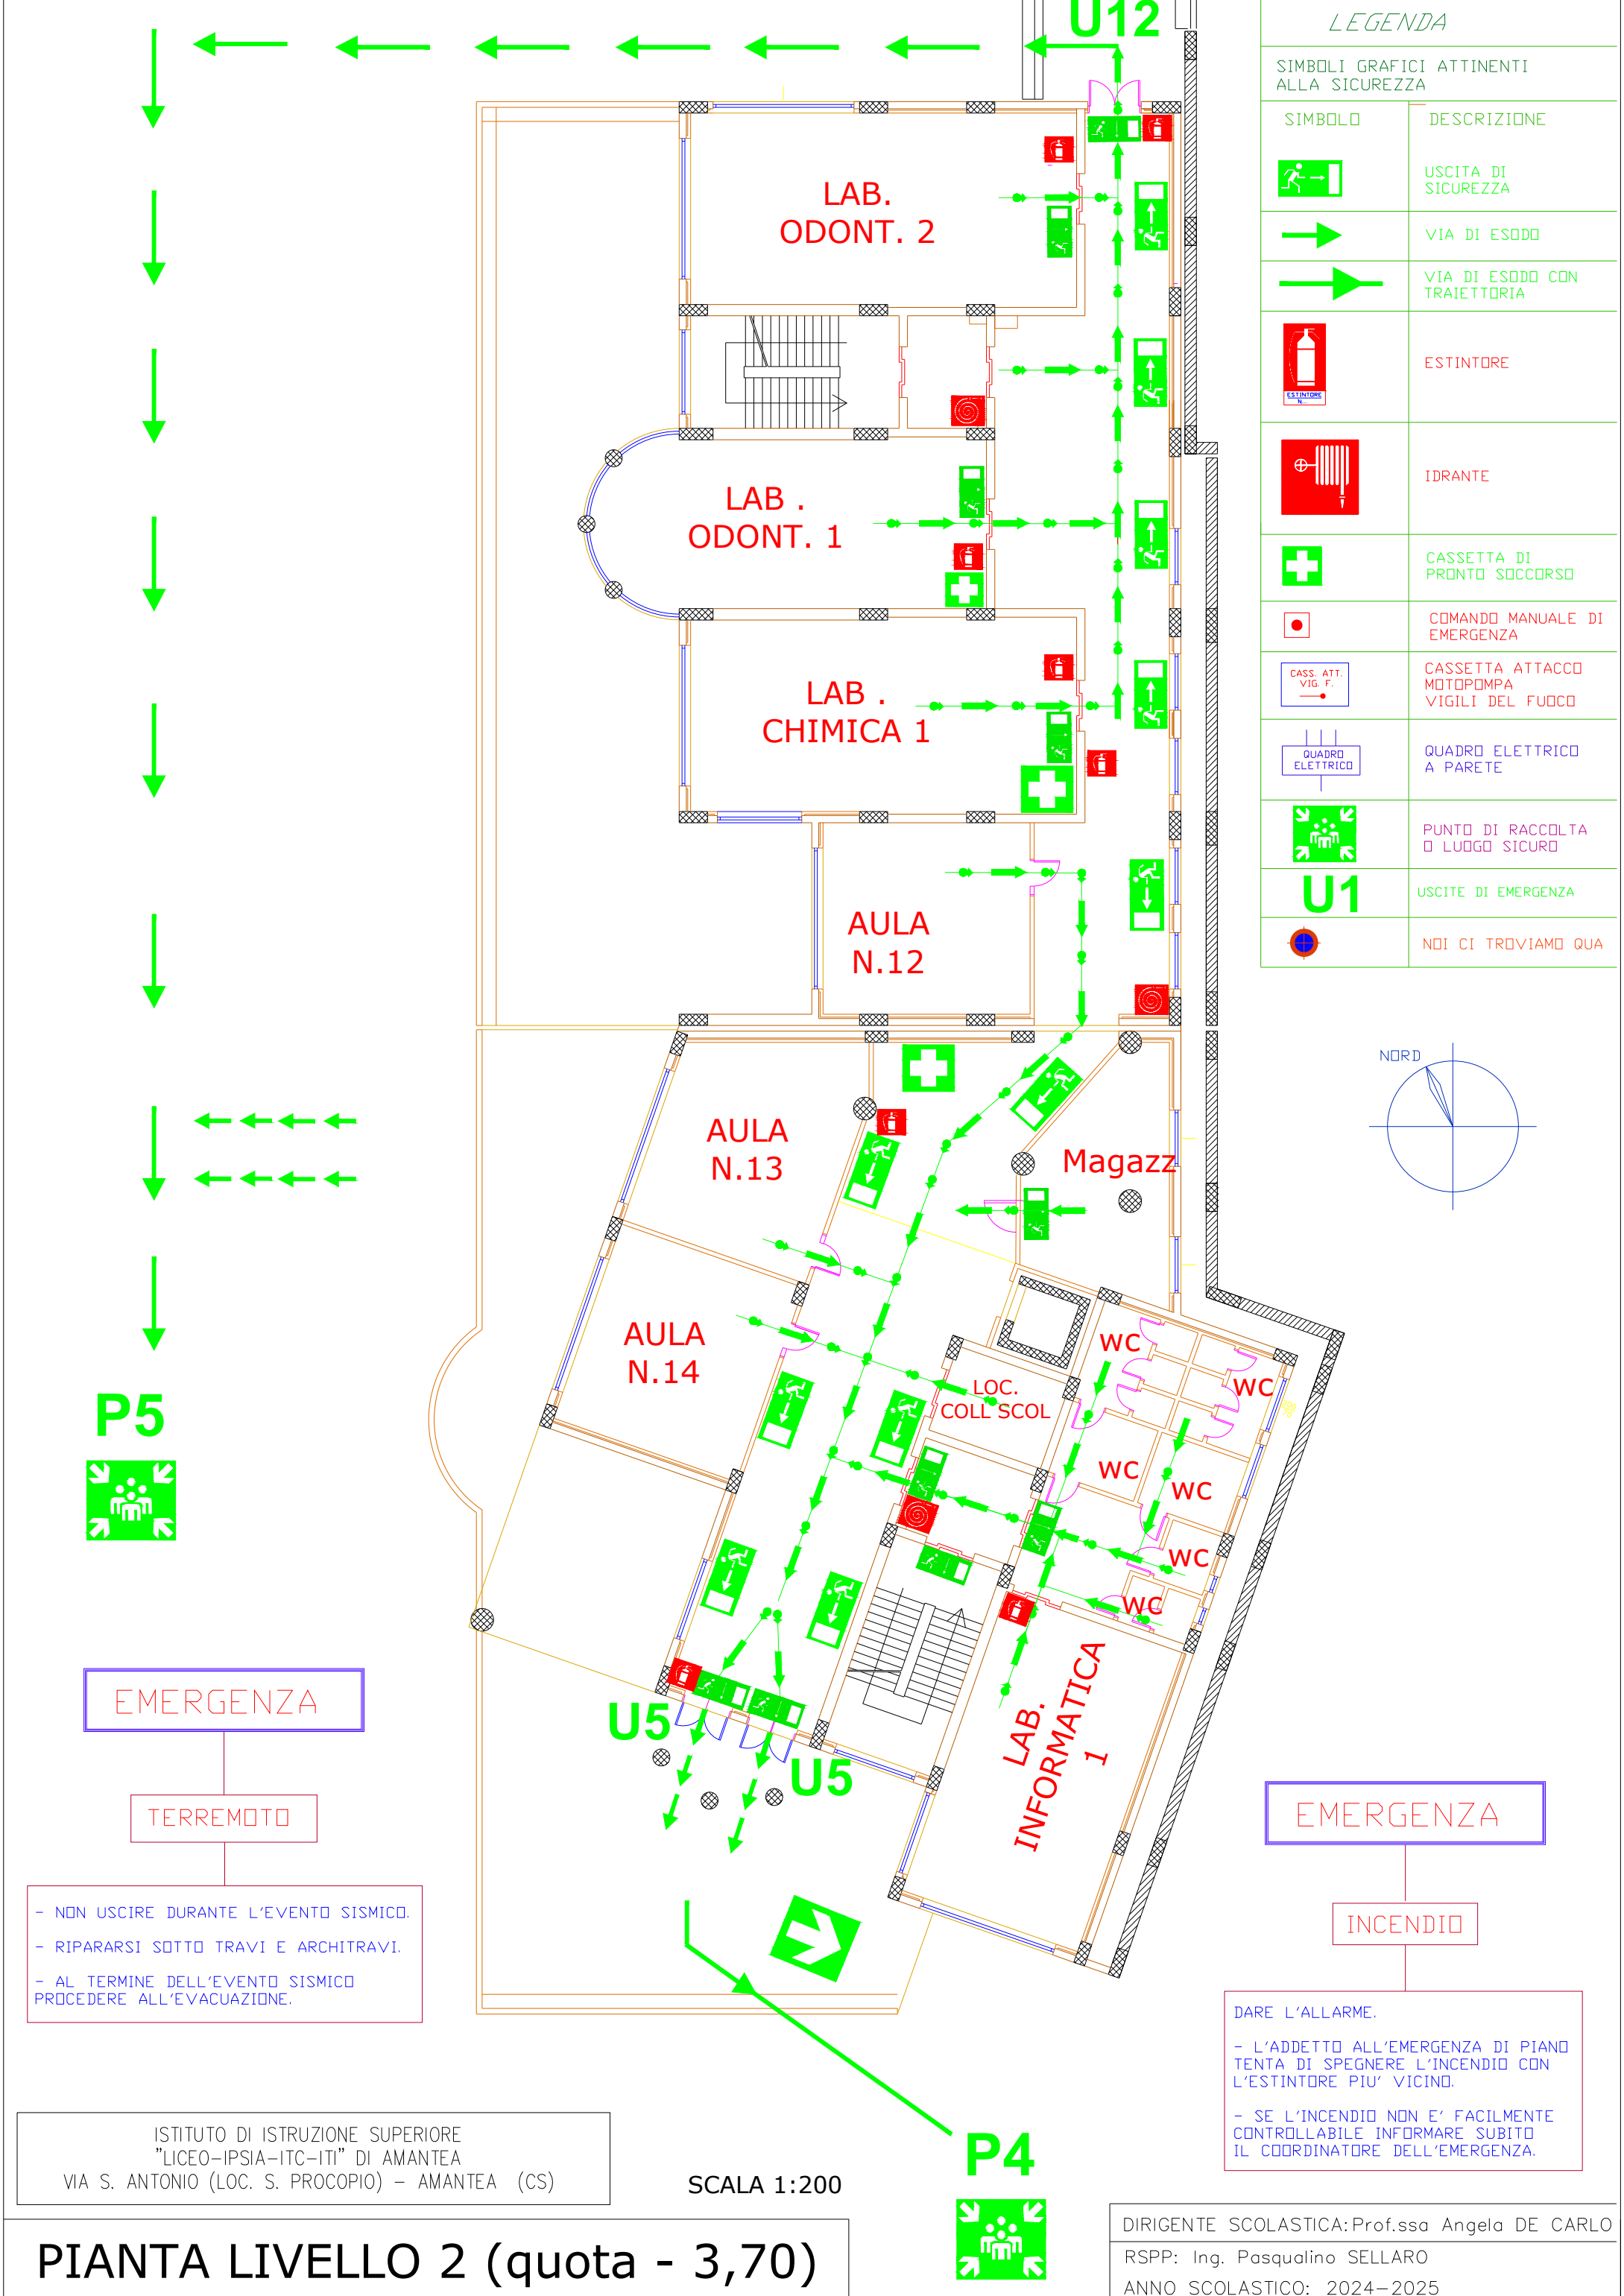 U12
LEGENDA
SIMBOLI GRAFICI ATTINENTI
ALLA SICUREZZA
SIMBOLO
DESCRIZIONE
USCITA DI
SICUREZZA
VIA DI ESODO
VIA DI ESODO CON
TRAIETTORIA
ESTINTORE
N...
ESTINTORE
IDRANTE
CASSETTA DI
PRONTO SOCCORSO
COMANDO MANUALE DI
EMERGENZA
CASS. ATT.
VIG. F.
CASSETTA ATTACCO
MOTOPOMPA
VIGILI DEL FUOCO
QUADRO
ELETTRICO
QUADRO ELETTRICO
A PARETE
PUNTO DI RACCOLTA
O LUOGO SICURO
U1
USCITE DI EMERGENZA
NOI CI TROVIAMO QUA
NORD
LAB.
ODONT. 2
LAB .
ODONT. 1
LAB .
CHIMICA 1
AULA
N.12
AULA
N.13
Magazz
AULA
N.14
LOC.
COLL SCOL
WC
WC
WC
WC
WC
WC
LAB.
INFORMATICA
1
U5
U5
P5
EMERGENZA
TERREMOTO
- NON USCIRE DURANTE L'EVENTO SISMICO.
- RIPARARSI SOTTO TRAVI E ARCHITRAVI.
- AL TERMINE DELL'EVENTO SISMICO
PROCEDERE ALL'EVACUAZIONE.
EMERGENZA
INCENDIO
DARE L'ALLARME.
- L'ADDETTO ALL'EMERGENZA DI PIANO
TENTA DI SPEGNERE L'INCENDIO CON
L'ESTINTORE PIU' VICINO.
- SE L'INCENDIO NON E' FACILMENTE
CONTROLLABILE INFORMARE SUBITO
IL COORDINATORE DELL'EMERGENZA.
P4
ISTITUTO DI ISTRUZIONE SUPERIORE
"LICEO-IPSIA-ITC-ITI" DI AMANTEA
VIA S. ANTONIO (LOC. S. PROCOPIO) - AMANTEA (CS)
SCALA 1:200
PIANTA LIVELLO 2 (quota - 3,70)
DIRIGENTE SCOLASTICA:Prof.ssa Angela DE CARLO
RSPP: Ing. Pasqualino SELLARO
ANNO SCOLASTICO: 2024-2025